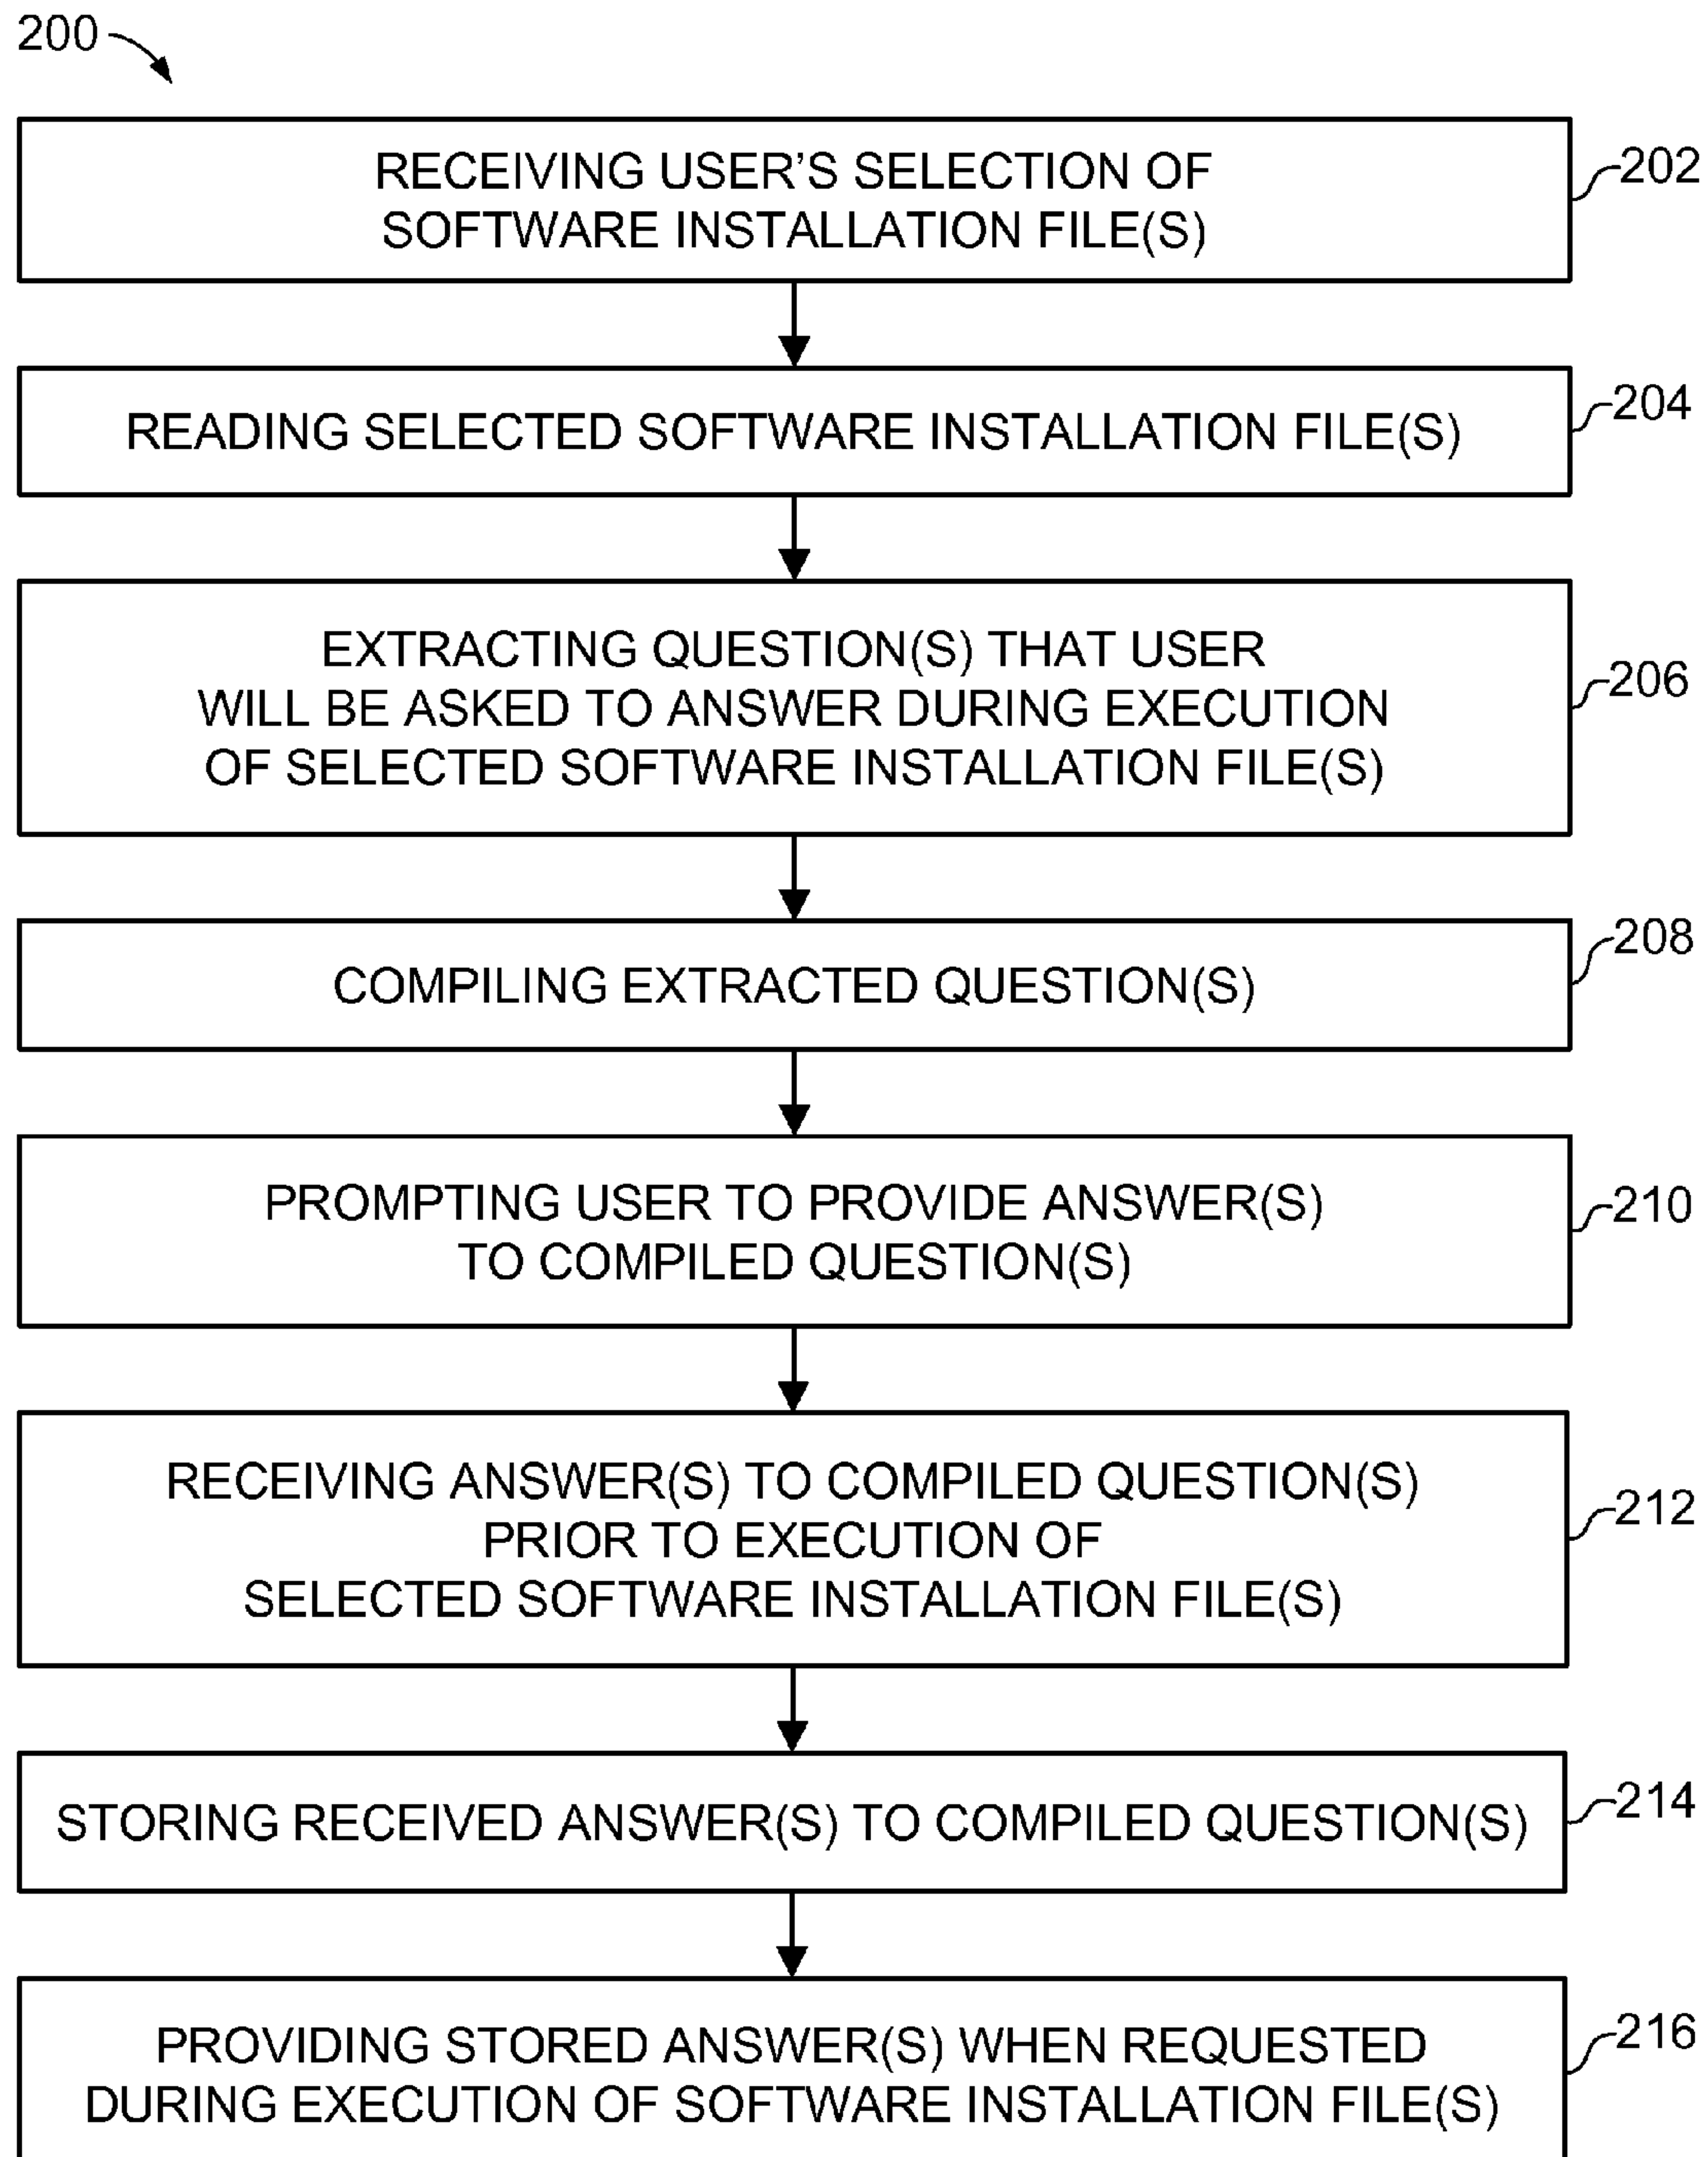 200
RECEIVING USER'S SELECTION OF
SOFTWARE INSTALLATION FILE(S)
202
READING SELECTED SOFTWARE INSTALLATION FILE(S)
204
EXTRACTING QUESTION(S) THAT USER
WILL BE ASKED TO ANSWER DURING EXECUTION
OF SELECTED SOFTWARE INSTALLATION FILE(S)
206
COMPILING EXTRACTED QUESTION(S)
208
PROMPTING USER TO PROVIDE ANSWER(S)
TO COMPILED QUESTION(S)
210
RECEIVING ANSWER(S) TO COMPILED QUESTION(S)
PRIOR TO EXECUTION OF
SELECTED SOFTWARE INSTALLATION FILE(S)
212
STORING RECEIVED ANSWER(S) TO COMPILED QUESTION(S)
214
PROVIDING STORED ANSWER(S) WHEN REQUESTED
DURING EXECUTION OF SOFTWARE INSTALLATION FILE(S)
216